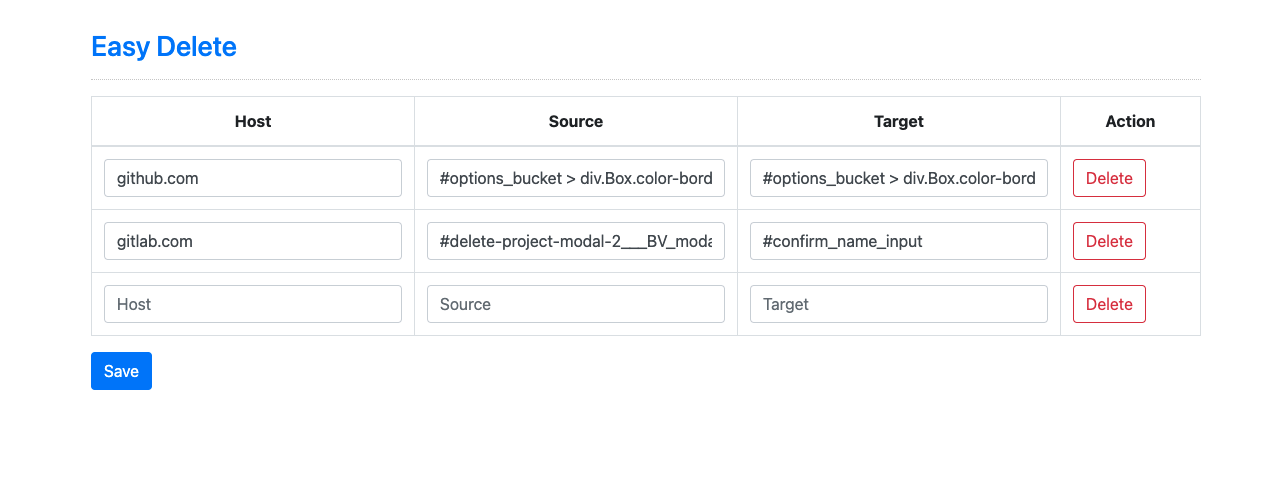 Easy Delete
Host Source Target Action
github.com #options_bucket > div.Box.color-bord #options_bucket > div.Box.color-bord Delete
gitlab.com #delete-project-modal-2___BV_moda #confirm_name_input Delete
Host Source Target Delete
Save